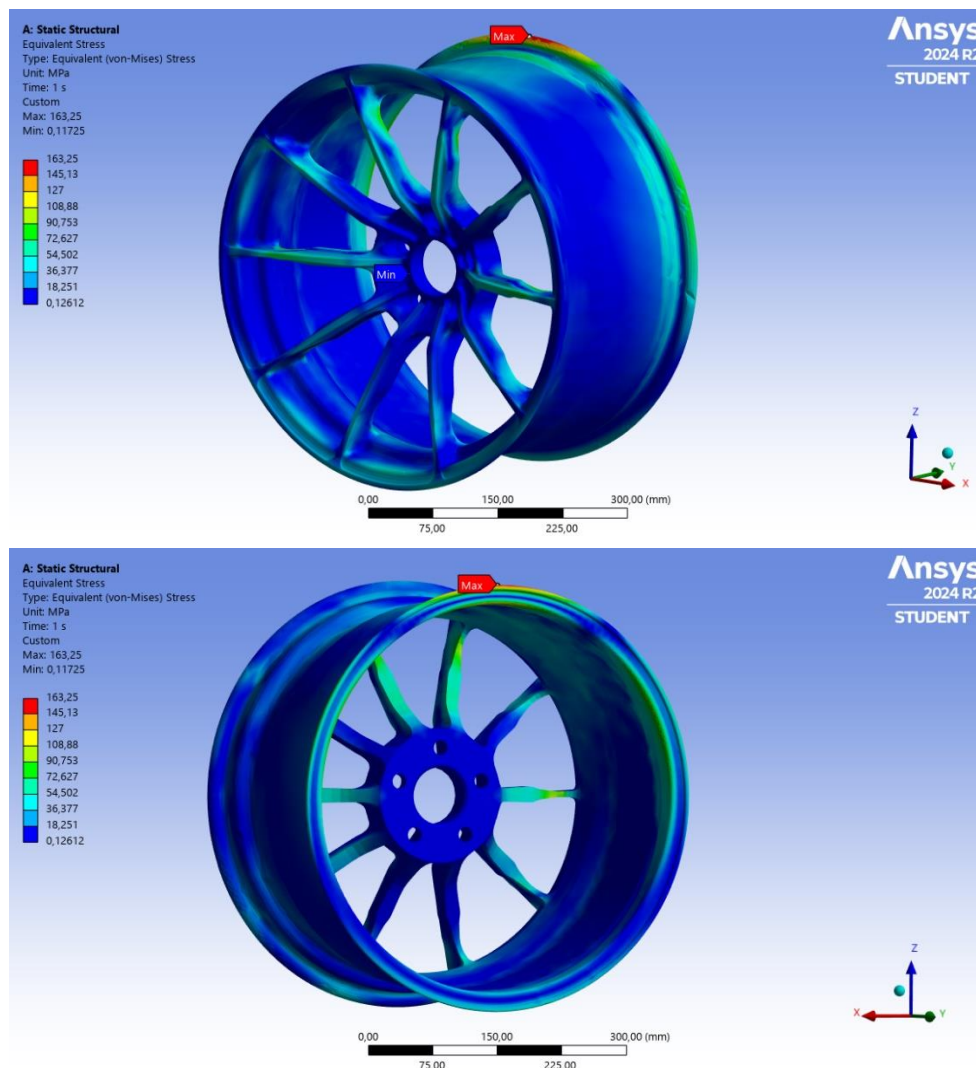 A: Static Structural
Equivalent Stress
Type: Equivalent (von-Mises) Stress
Unit: MPa
Time: 1 s
Custom
Max: 163,25
Min: 0,11725
163,25
145,13
127
108,88
90,753
72,627
54,502
36,377
18,251
0,12612
Max
Min
Ansys
2024 R2
STUDENT
Z
Y
X
0,00
150,00
300,00 (mm)
75,00
225,00
A: Static Structural
Equivalent Stress
Type: Equivalent (von-Mises) Stress
Unit: MPa
Time: 1 s
Custom
Max: 163,25
Min: 0,11725
163,25
145,13
127
108,88
90,753
72,627
54,502
36,377
18,251
0,12612
Max
Ansys
2024 R2
STUDENT
Z
X
Y
0,00
150,00
300,00 (mm)
75,00
225,00